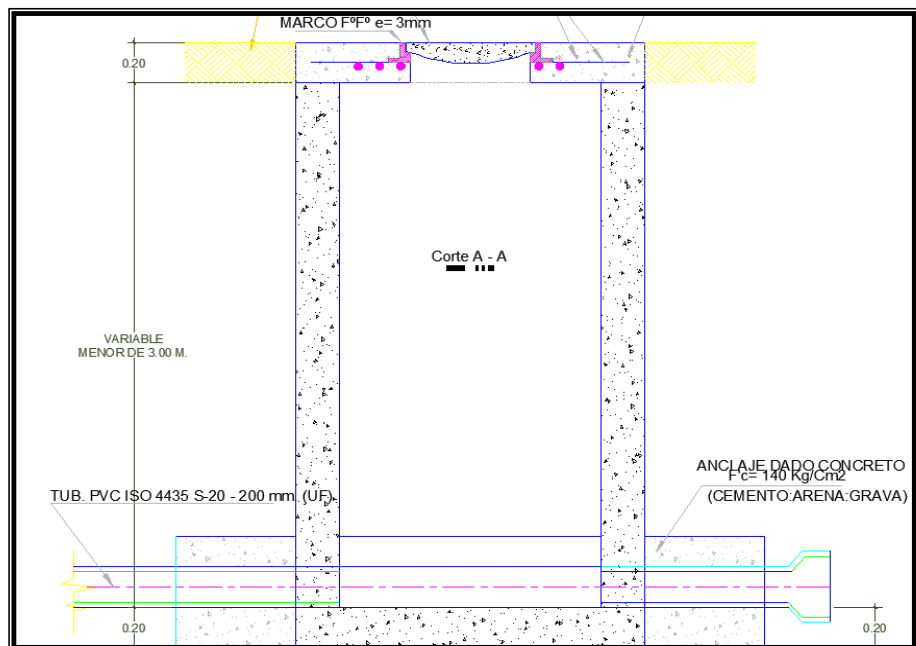 MARCO FºFº e= 3mm
0.20
Corte A - A
VARIABLE
MENOR DE 3.00 M.
ANCLAJE DADO CONCRETO
F'c= 140 Kg/Cm2
(CEMENTO:ARENA:GRAVA)
TUB. PVC ISO 4435 S-20 - 200 mm. (UF)
0.20
0.20